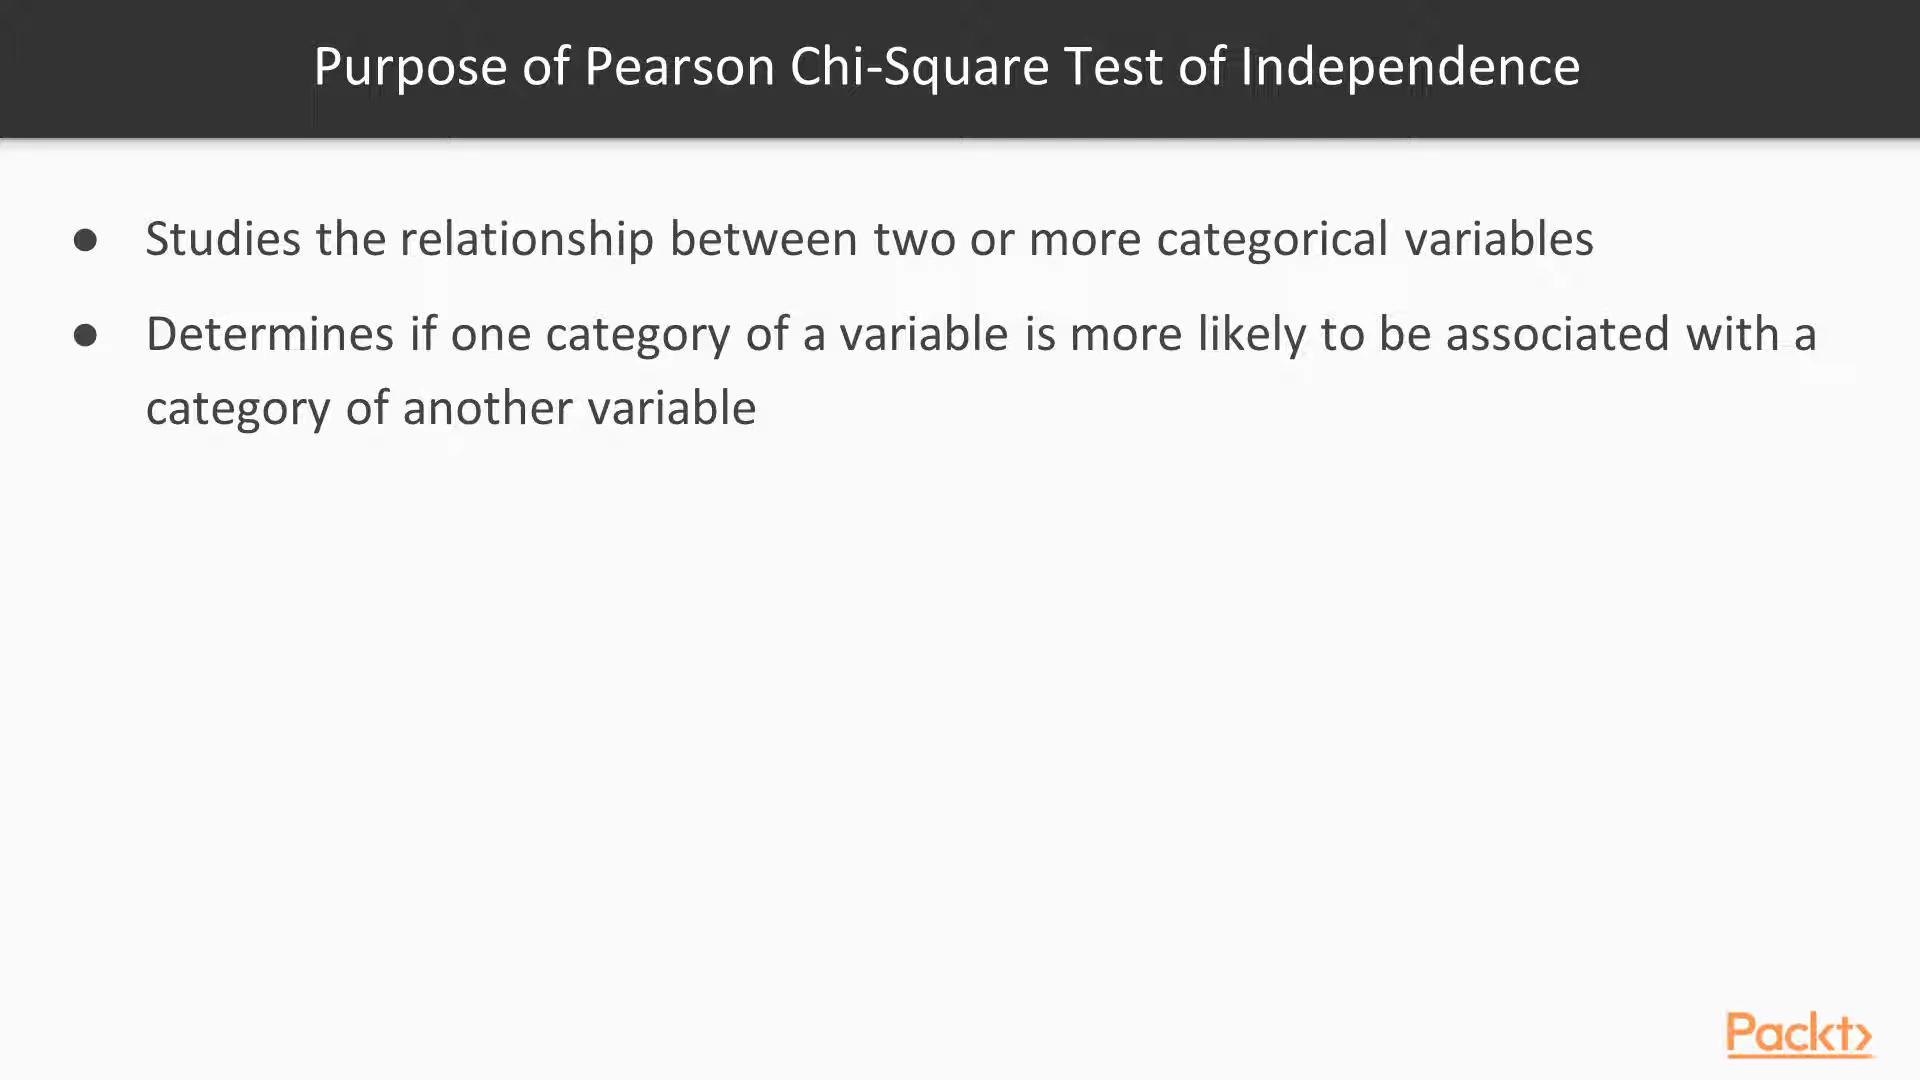 Purpose of Pearson Chi-Square Test of Independence
● Studies the relationship between two or more categorical variables
● Determines if one category of a variable is more likely to be associated with a
category of another variable
Packt>